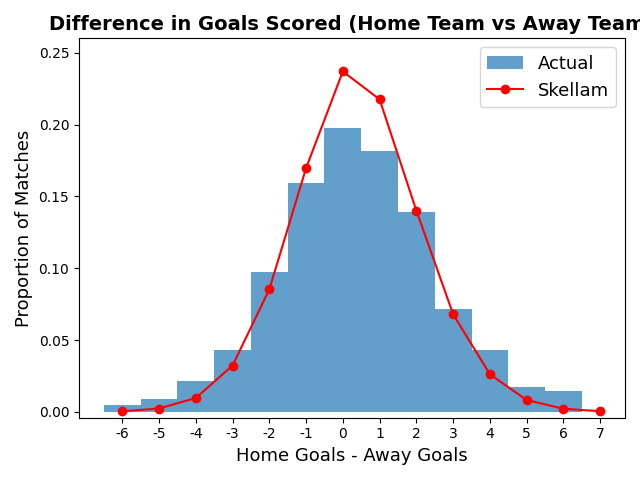 Difference in Goals Scored (Home Team vs Away Team
0.25
0.20
0.15
0.10
0.05
0.00
Proportion of Matches
Actual
Skellam
-6 -5 -4 -3 -2 -1 0 1 2 3 4 5 6 7
Home Goals - Away Goals